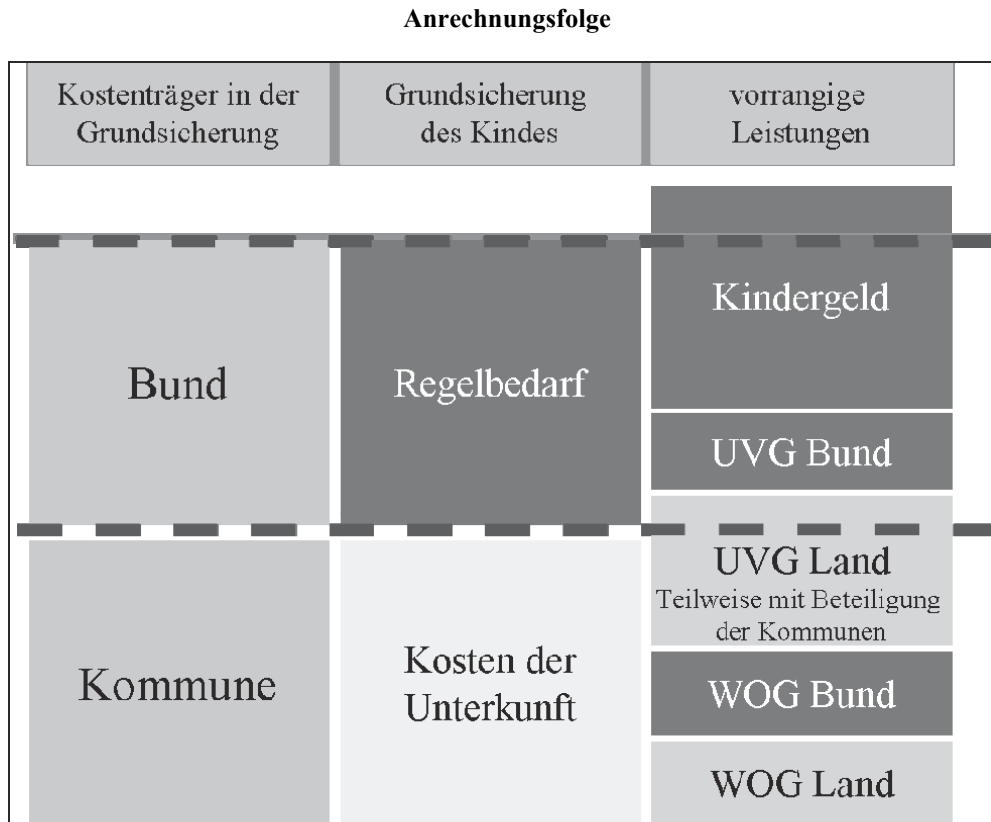 Anrechnungsfolge
Kostenträger in der
Grundsicherung
Grundsicherung
des Kindes
vorrangige
Leistungen
Bund
Regelbedarf
Kindergeld
UVG Bund
Kommune
Kosten der
Unterkunft
UVG Land
Teilweise mit Beteiligung
der Kommunen
WOG Bund
WOG Land